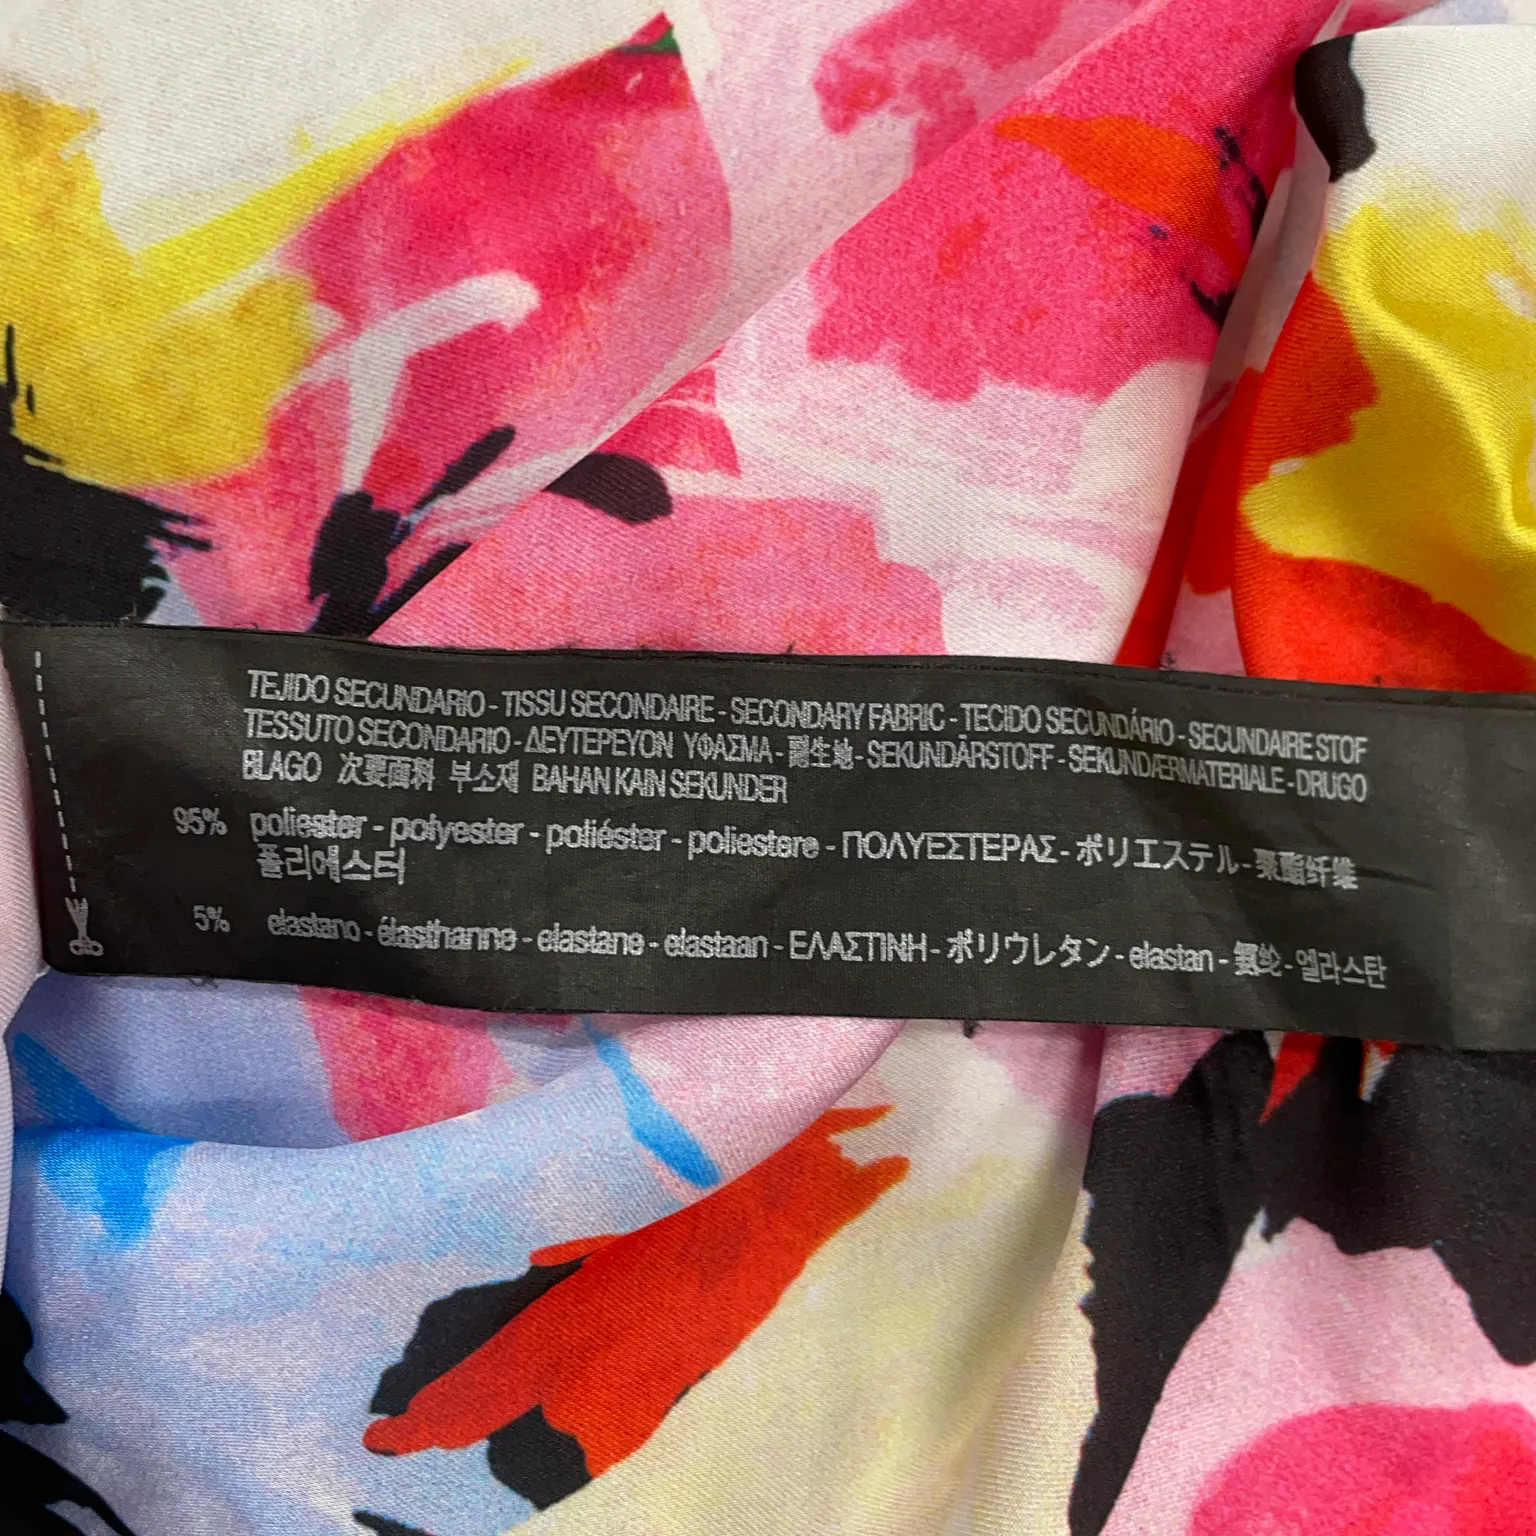 TEJIDO SECUNDARIO - TISSU SECONDAIRE - SECONDARY FABRIC - TECIDO SECUNDÁRIO - SECUNDAIRE STOF
TESSUTO SECONDARIO - ΔΕΥΤΕΡΕΥΟΝ ΥΦΑΣΜΑ - 副生地 - SEKUNDÄRSTOFF - SEKUNDÆRMATERIALE - DRUGO
BLAGO 次要面料 부소재 BAHAN KAIN SEKUNDER
95% poliester - polyester - poliéster - poliestere - ΠΟΛΥΕΣΤΕΡΑΣ - ポリエステル - 聚酯纤维
폴리에스터
5% elastano - élasthanne - elastane - elastaan - ΕΛΑΣΤΙΝΗ - ポリウレタン - elastan - 氨纶 - 엘라스탄